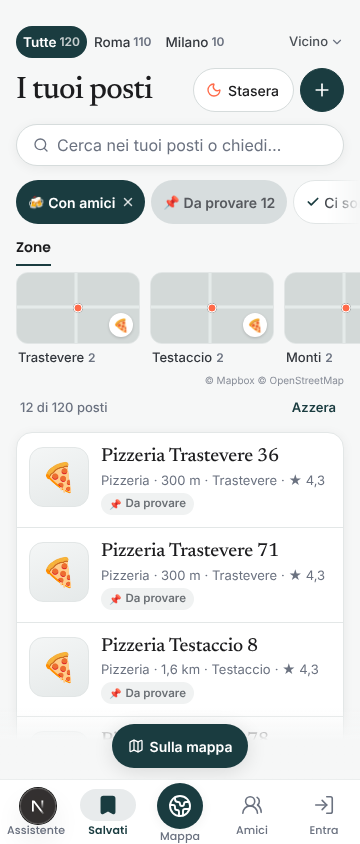 Tutte 120 Roma 110 Milano 10 Vicino
I tuoi posti
Stasera
Cerca nei tuoi posti o chiedi...
Con amici Da provare 12 Ci
Zone
Trastevere 2 Testaccio 2 Monti 2
© Mapbox © OpenStreetMap
12 di 120 posti Azzera
Pizzeria Trastevere 36
Pizzeria · 300 m · Trastevere · ★ 4,3
Da provare
Pizzeria Trastevere 71
Pizzeria · 300 m · Trastevere · ★ 4,3
Da provare
Pizzeria Testaccio 8
Pizzeria · 1,6 km · Testaccio · ★ 4,3
Da provare
Sulla mappa
N
Assistente Salvati Mappa Amici Entra